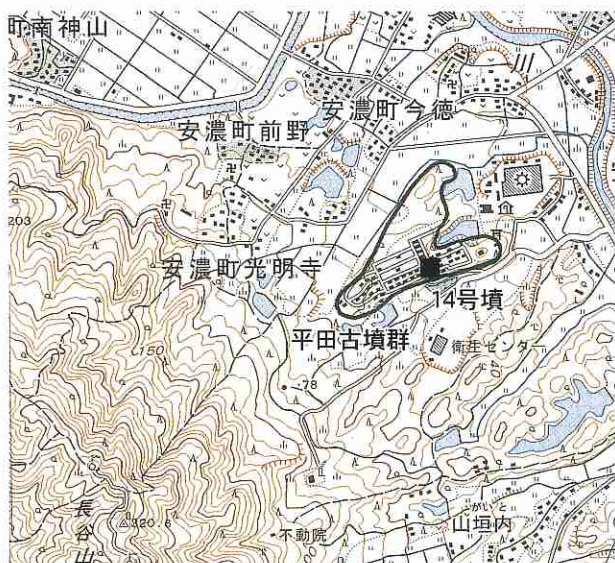 町南神山
川
安濃町今徳
安濃町前野
203
安濃町光明寺
14号墳
平田古墳群
衛生センター
150
78
がいと
山垣内
長谷山
320.6
不動院